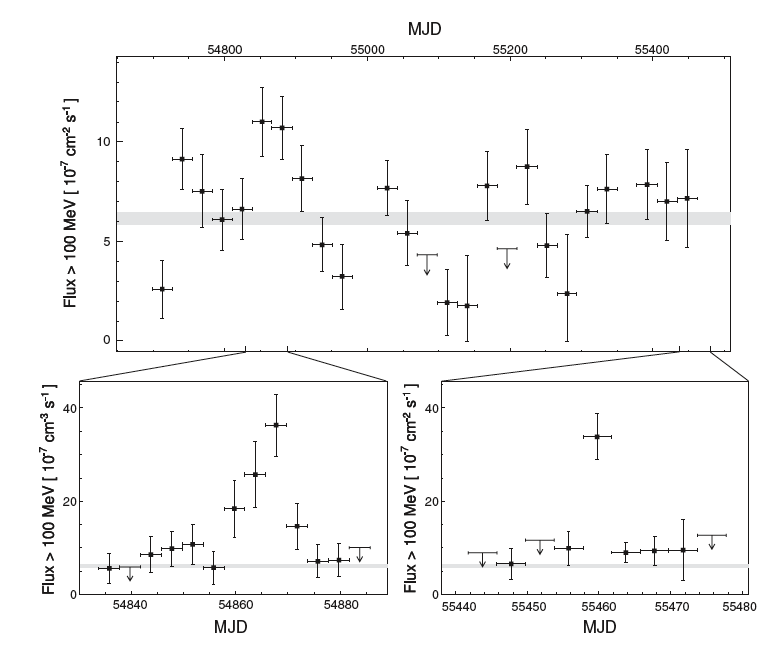 MJD
54800 55000 55200 55400
Flux > 100 MeV [ 10⁻⁷ cm⁻² s⁻¹ ]
10
5
0
Flux > 100 MeV [ 10⁻⁷ cm⁻³ s⁻¹ ]
40
20
0
54840 54860 54880
MJD
Flux > 100 MeV [ 10⁻⁷ cm⁻² s⁻¹ ]
40
20
0
55440 55450 55460 55470 55480
MJD